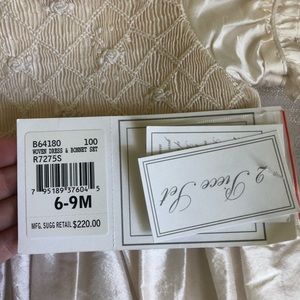 B64180 100
WOVEN DRESS & BONNET SET
R7275S
7 95189 37604 5
6-9M
MFG. SUGG RETAIL $220.00
2 Piece Set